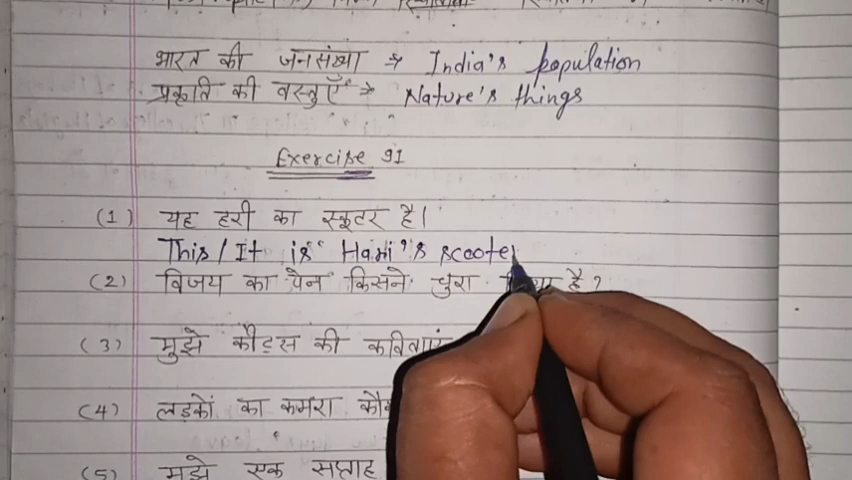 भारत की जनसंख्या → India's population
प्रकृति की वस्तुएँ → Nature's things
Exercise 91
(1) यह हरी का स्कूटर है।
This / It is Hari's scoote
(2) विजय का पेन किसने चुरा है?
(3) मुझे कीट्स की कविताएं
(4) लड़कों का कमरा
(5) मुझे एक सप्ताह